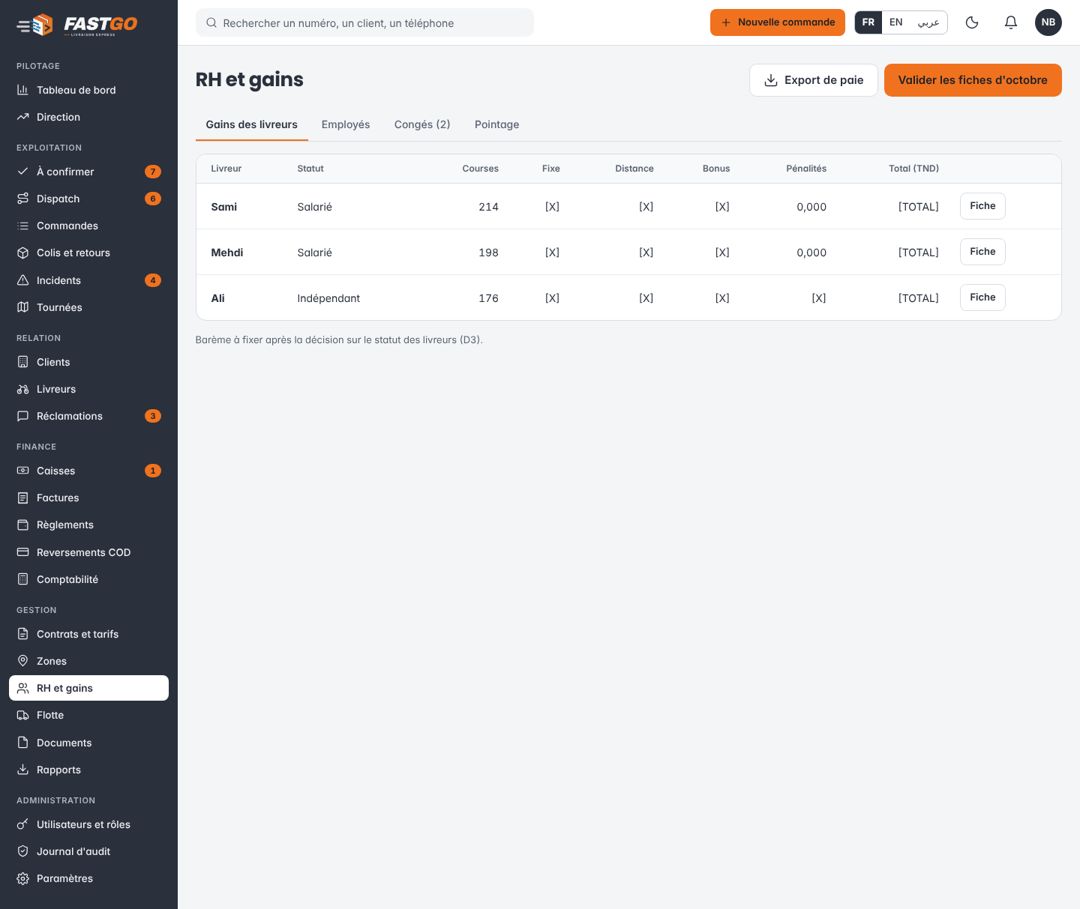 FASTGO
LIVRAISON EXPRESS
Rechercher un numéro, un client, un téléphone
+ Nouvelle commande
FR EN عربي
NB
PILOTAGE
Tableau de bord
Direction
EXPLOITATION
À confirmer 7
Dispatch 6
Commandes
Colis et retours
Incidents 4
Tournées
RELATION
Clients
Livreurs
Réclamations 3
FINANCE
Caisses 1
Factures
Règlements
Reversements COD
Comptabilité
GESTION
Contrats et tarifs
Zones
RH et gains
Flotte
Documents
Rapports
ADMINISTRATION
Utilisateurs et rôles
Journal d'audit
Paramètres
RH et gains
Export de paie
Valider les fiches d'octobre
Gains des livreurs Employés Congés (2) Pointage
Livreur Statut Courses Fixe Distance Bonus Pénalités Total (TND)
Sami Salarié 214 [X] [X] [X] 0,000 [TOTAL] Fiche
Mehdi Salarié 198 [X] [X] [X] 0,000 [TOTAL] Fiche
Ali Indépendant 176 [X] [X] [X] [X] [TOTAL] Fiche
Barème à fixer après la décision sur le statut des livreurs (D3).